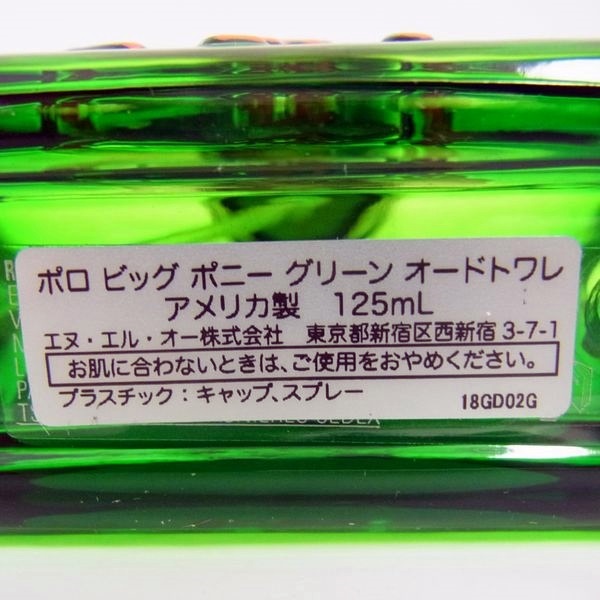 ポロ ビッグ ポニー グリーン オードトワレ
アメリカ製 125mL
エヌ・エル・オー株式会社 東京都新宿区西新宿 3-7-1
お肌に合わないときは、ご使用をおやめください。
プラスチック：キャップ、スプレー 18GD02G